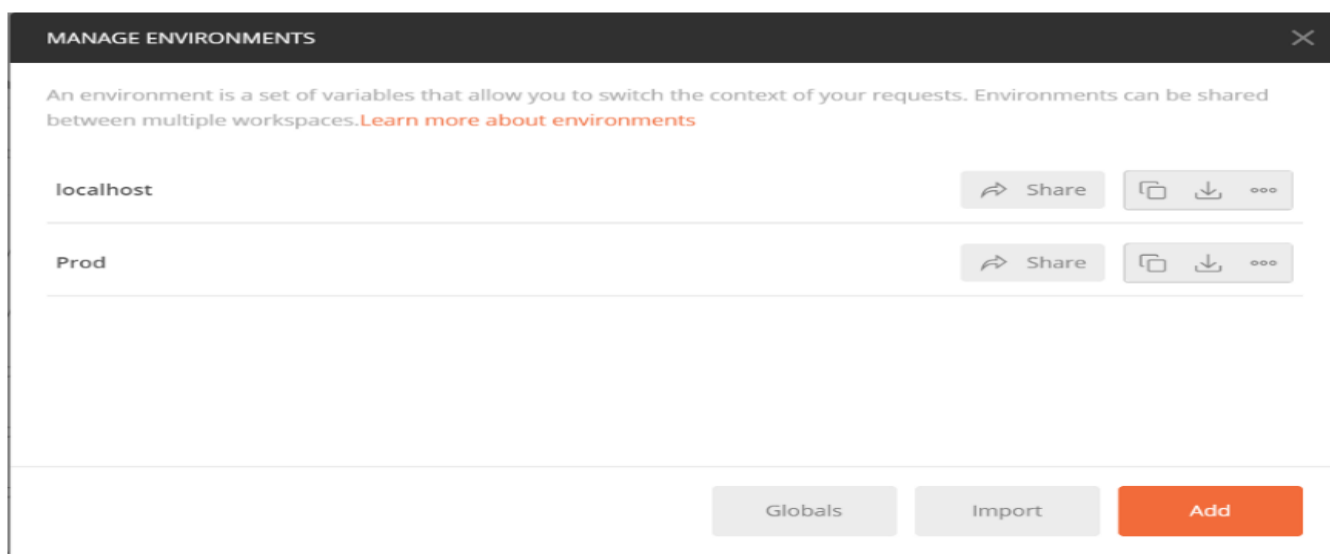 MANAGE ENVIRONMENTS
An environment is a set of variables that allow you to switch the context of your requests. Environments can be shared
between multiple workspaces.Learn more about environments
localhost Share
Prod Share
Globals Import Add